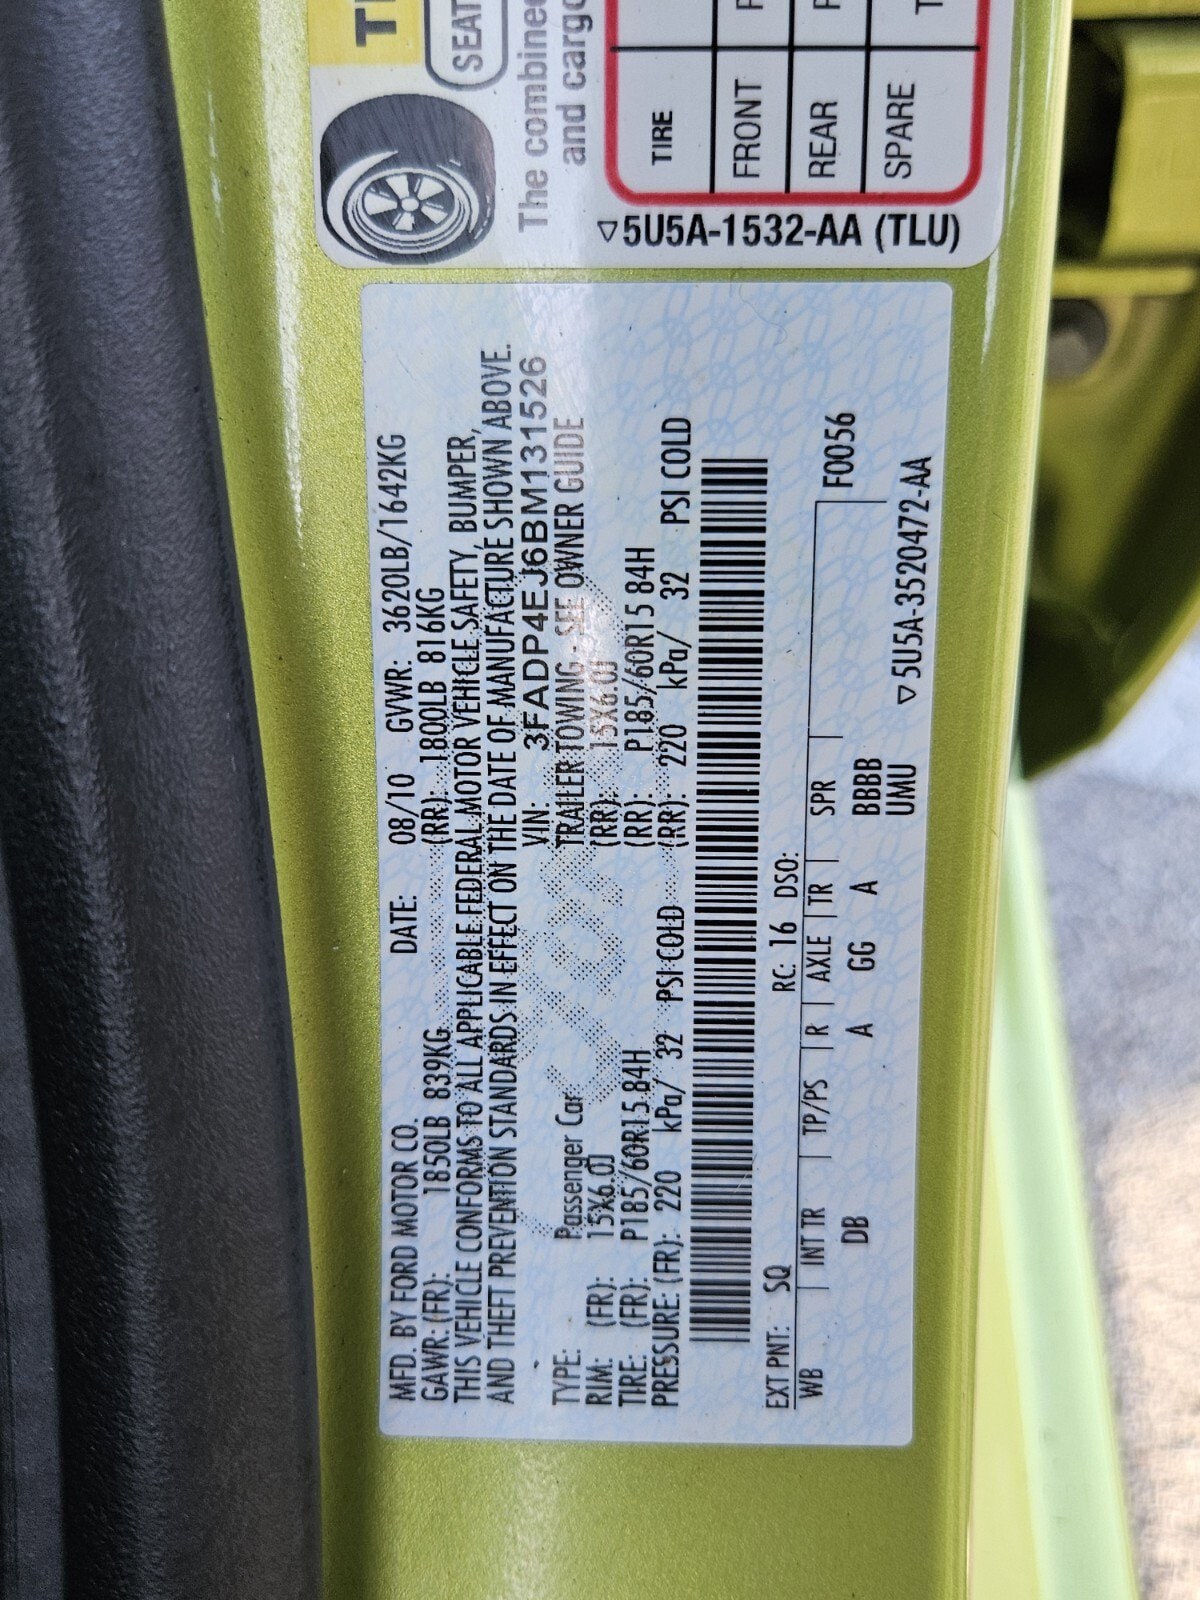 MFD. BY FORD MOTOR CO. DATE: 08/10 GVWR: 3620LB/1642KG
GAWR: (FR): 1850LB 839KG (RR): 1800LB 816KG
THIS VEHICLE CONFORMS TO ALL APPLICABLE FEDERAL MOTOR VEHICLE SAFETY, BUMPER,
AND THEFT PREVENTION STANDARDS IN EFFECT ON THE DATE OF MANUFACTURE SHOWN ABOVE.
VIN: 3FADP4EJ6BM131526
TYPE: Passenger Car TRAILER TOWING - SEE OWNER GUIDE
RIM: (FR): 15X6.0J (RR): 15X6.0J
TIRE: (FR): P185/60R15 84H (RR): P185/60R15 84H
PRESSURE: (FR): 220 kPa/ 32 PSI COLD (RR): 220 kPa/ 32 PSI COLD
EXT PNT: SQ RC: 16 DSO:
WB INT TR TP/PS R AXLE TR SPR F0056
DB A GG A BBBB
UMU
▽5U5A-3520472-AA
SEAT
The combined
and cargo
TIRE
FRONT
REAR
SPARE
▽5U5A-1532-AA (TLU)